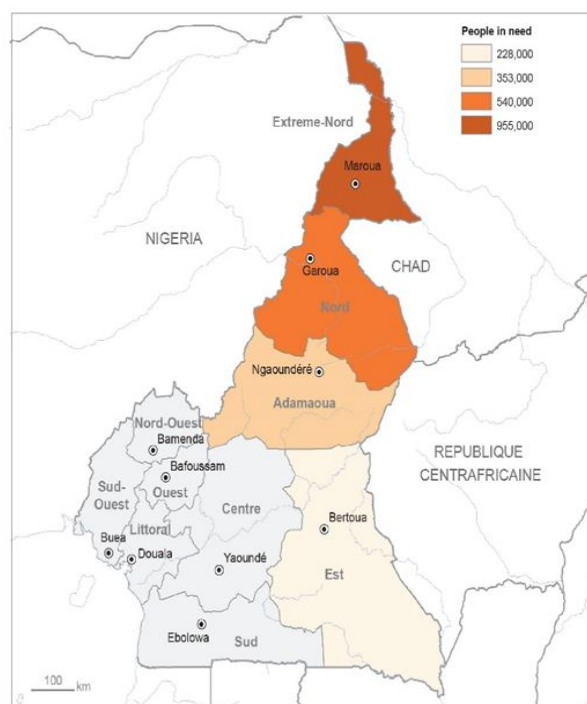 People in need
228,000
353,000
540,000
955,000
Extreme-Nord
Maroua
NIGERIA
CHAD
Garoua
Nord
Ngaoundéré
Adamaoua
Nord-Ouest
Bamenda
REPUBLIQUE
CENTRAFRICAINE
Bafoussam
Ouest
Sud-
Ouest
Centre
Littoral
Bertoua
Buea
Douala
Yaoundé
Est
Ebolowa
Sud
100
km